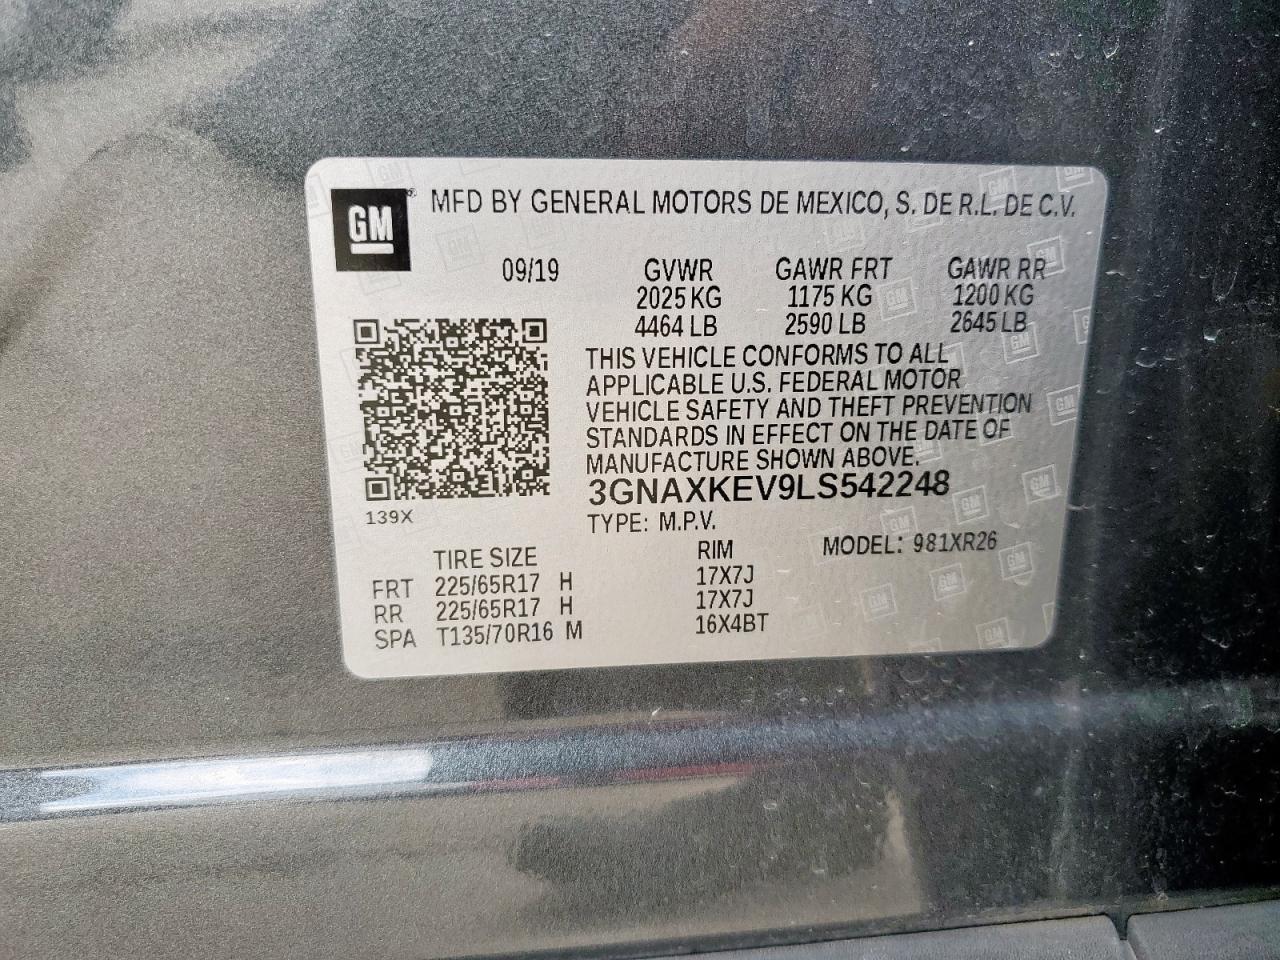 GM® MFD BY GENERAL MOTORS DE MEXICO, S. DE R.L. DE C.V.
09/19 GVWR GAWR FRT GAWR RR
2025 KG 1175 KG 1200 KG
4464 LB 2590 LB 2645 LB
THIS VEHICLE CONFORMS TO ALL
APPLICABLE U.S. FEDERAL MOTOR
VEHICLE SAFETY AND THEFT PREVENTION
STANDARDS IN EFFECT ON THE DATE OF
MANUFACTURE SHOWN ABOVE.
3GNAXKEV9LS542248
139X
TYPE: M.P.V.
MODEL: 981XR26
TIRE SIZE RIM
FRT 225/65R17 H 17X7J
RR 225/65R17 H 17X7J
SPA T135/70R16 M 16X4BT